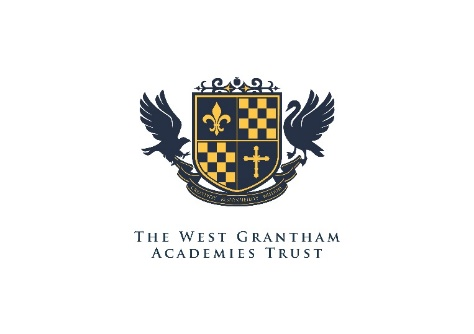 THE WEST GRANTHAM
ACADEMIES TRUST